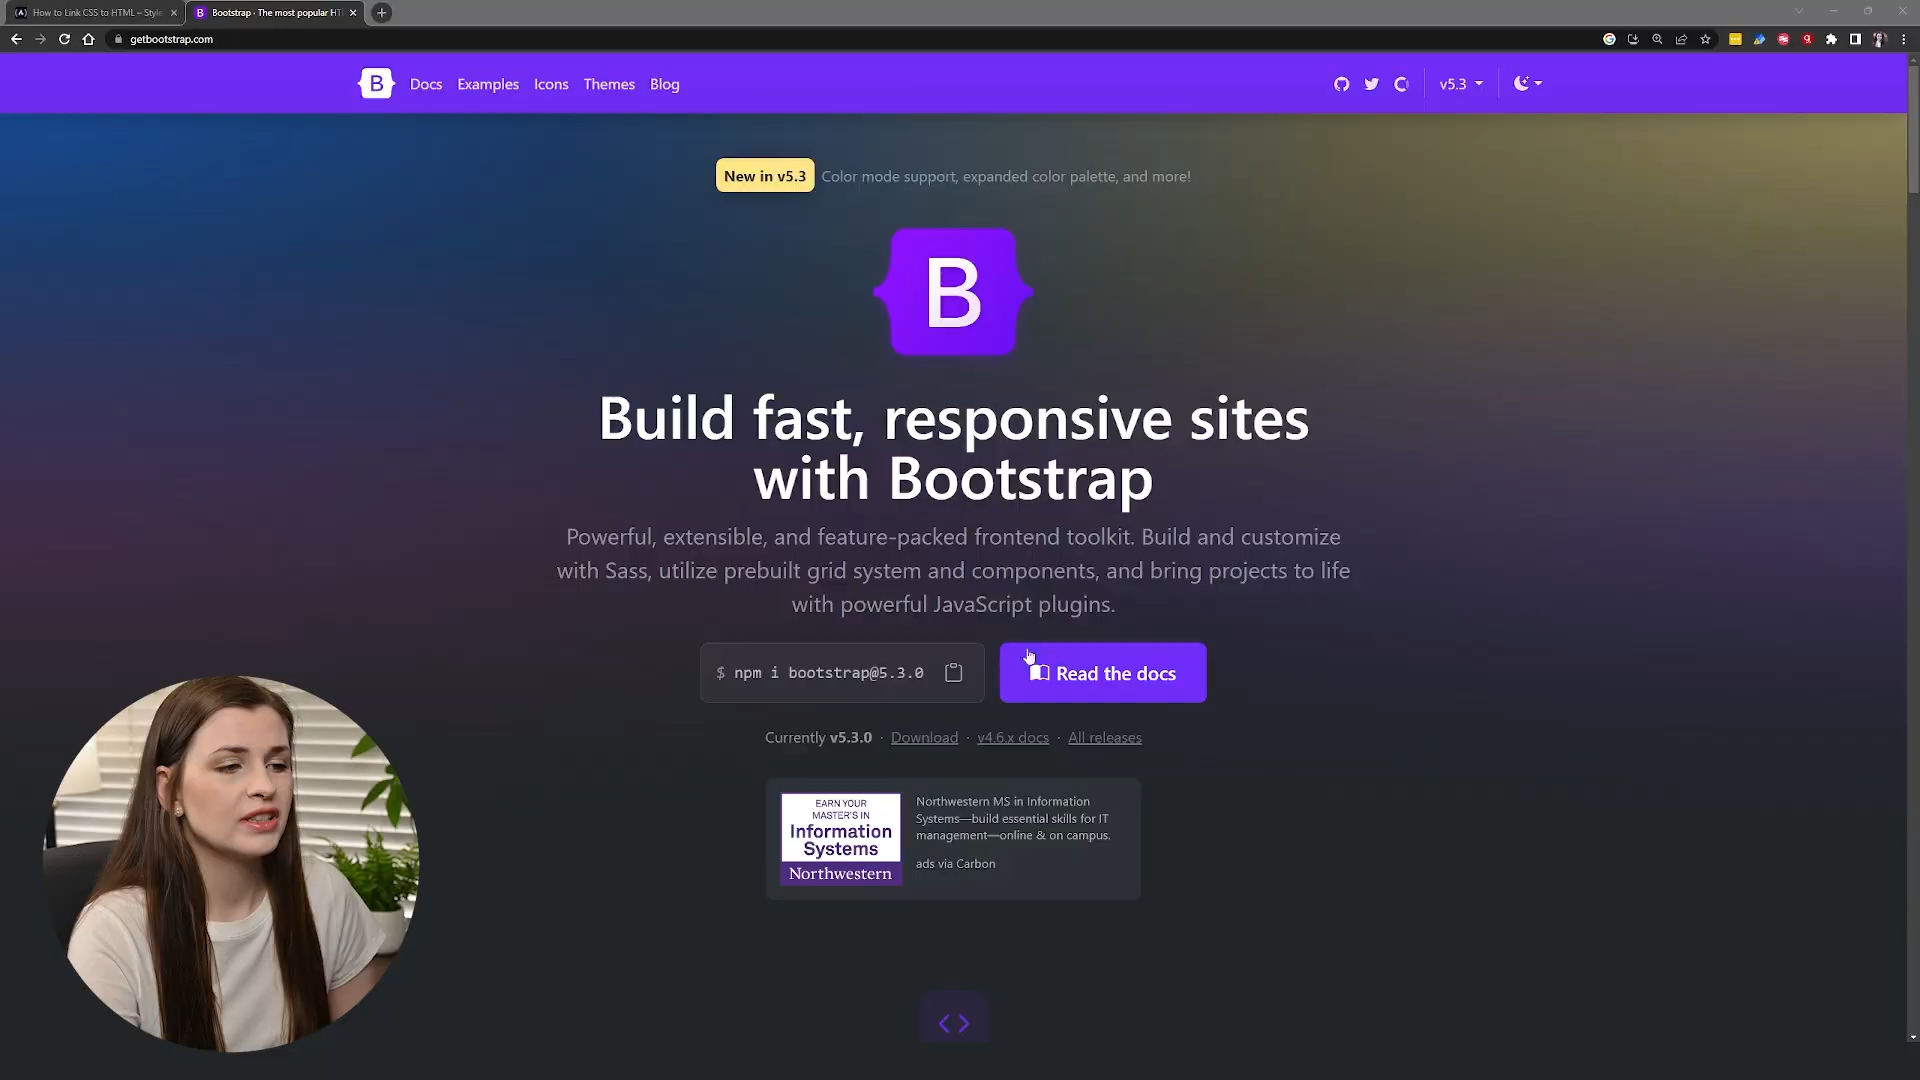 How to Link CSS to HTML – Style
Bootstrap · The most popular HT
getbootstrap.com
B
Docs
Examples
Icons
Themes
Blog
v5.3
New in v5.3
Color mode support, expanded color palette, and more!
B
Build fast, responsive sites
with Bootstrap
Powerful, extensible, and feature-packed frontend toolkit. Build and customize
with Sass, utilize prebuilt grid system and components, and bring projects to life
with powerful JavaScript plugins.
$ npm i bootstrap@5.3.0
Read the docs
Currently v5.3.0 · Download · v4.6.x docs · All releases
EARN YOUR
MASTER'S IN
Information
Systems
Northwestern
Northwestern MS in Information
Systems—build essential skills for IT
management—online & on campus.
ads via Carbon